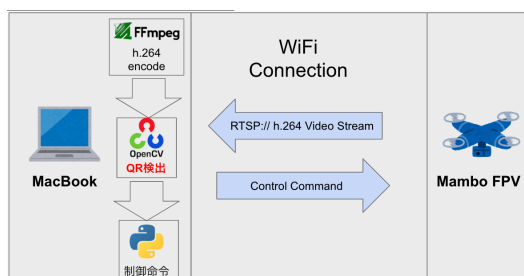 FFmpeg
h.264
encode
WiFi
Connection
RTSP:// h.264 Video Stream
OpenCV
QR検出
MacBook
Control Command
Mambo FPV
制御命令